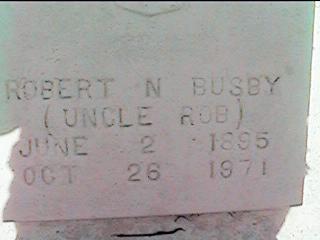 ROBERT N BUSBY
(UNCLE ROB)
JUNE 2 1895
OCT 26 1971